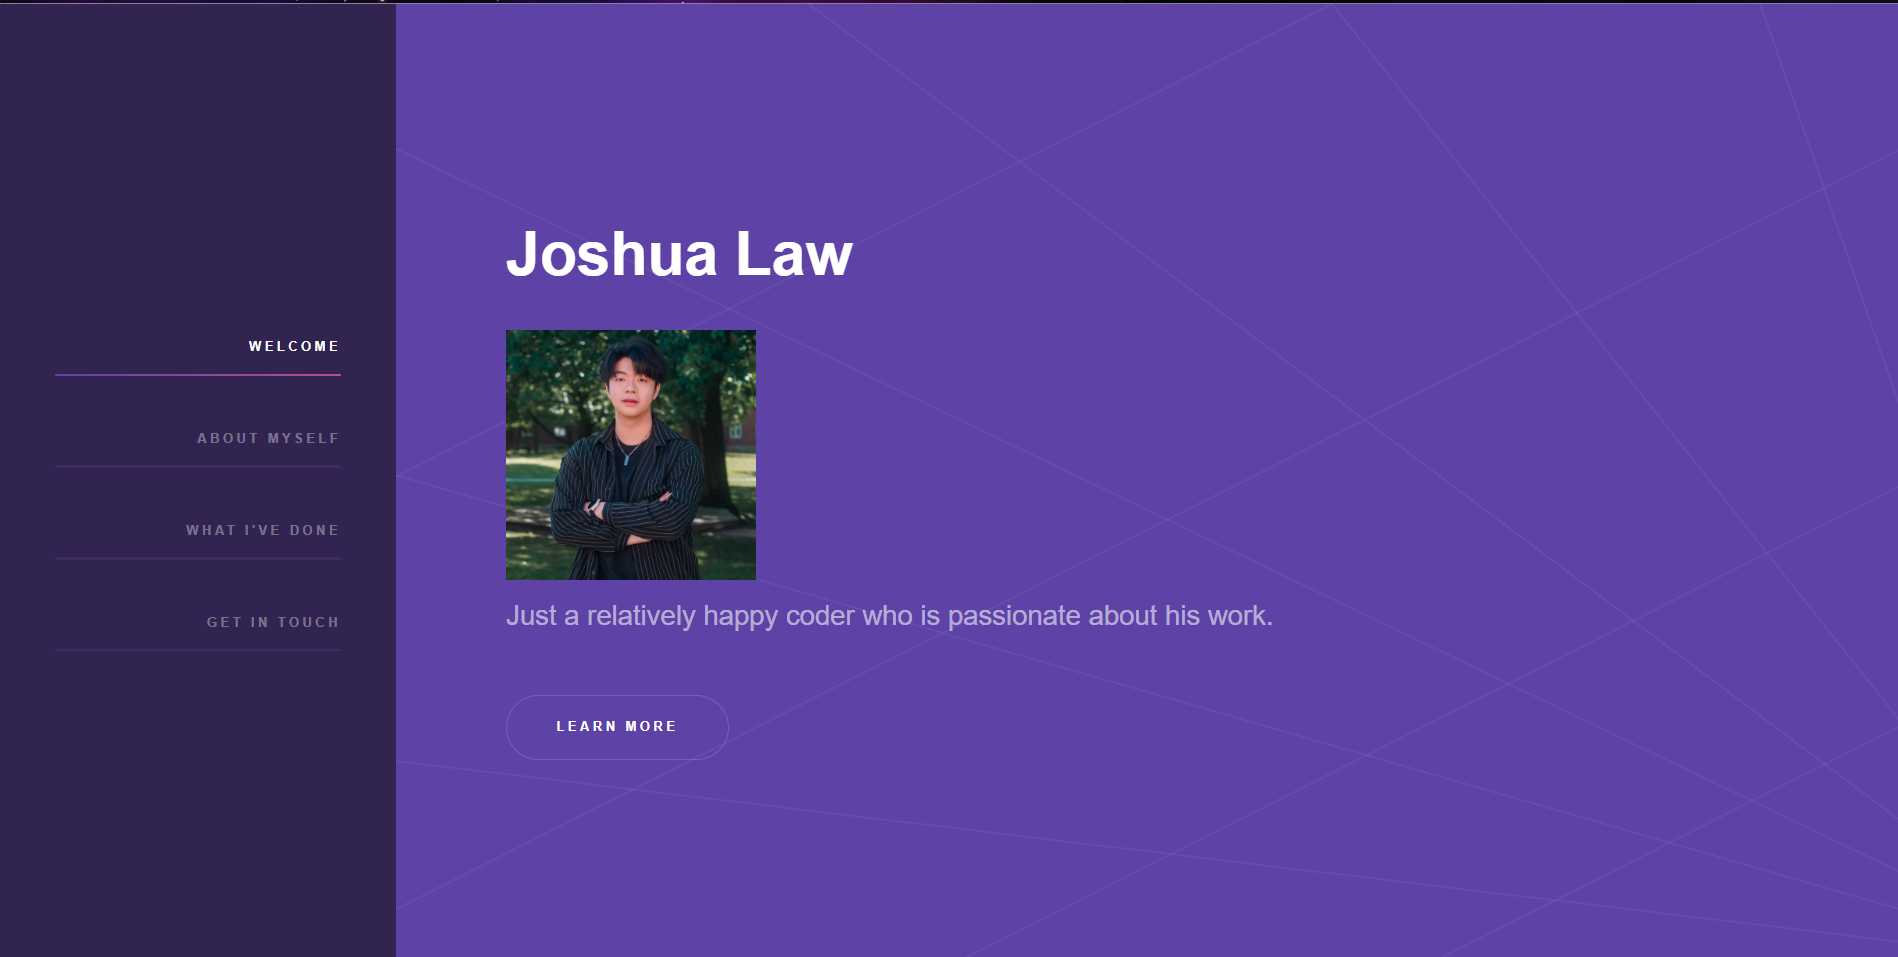 WELCOME
ABOUT MYSELF
WHAT I'VE DONE
GET IN TOUCH
Joshua Law
Just a relatively happy coder who is passionate about his work.
LEARN MORE